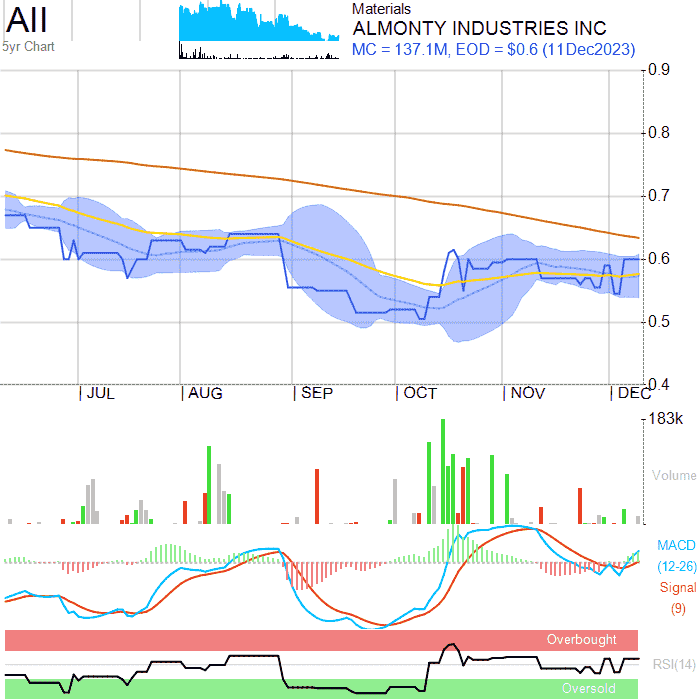 AII
5yr Chart
Materials
ALMONTY INDUSTRIES INC
MC = 137.1M, EOD = $0.6 (11Dec2023)
0.9
0.8
0.7
0.6
0.5
0.4
JUL AUG SEP OCT NOV DEC
183k
Volume
MACD
(12-26)
Signal
(9)
Overbought
RSI(14)
Oversold